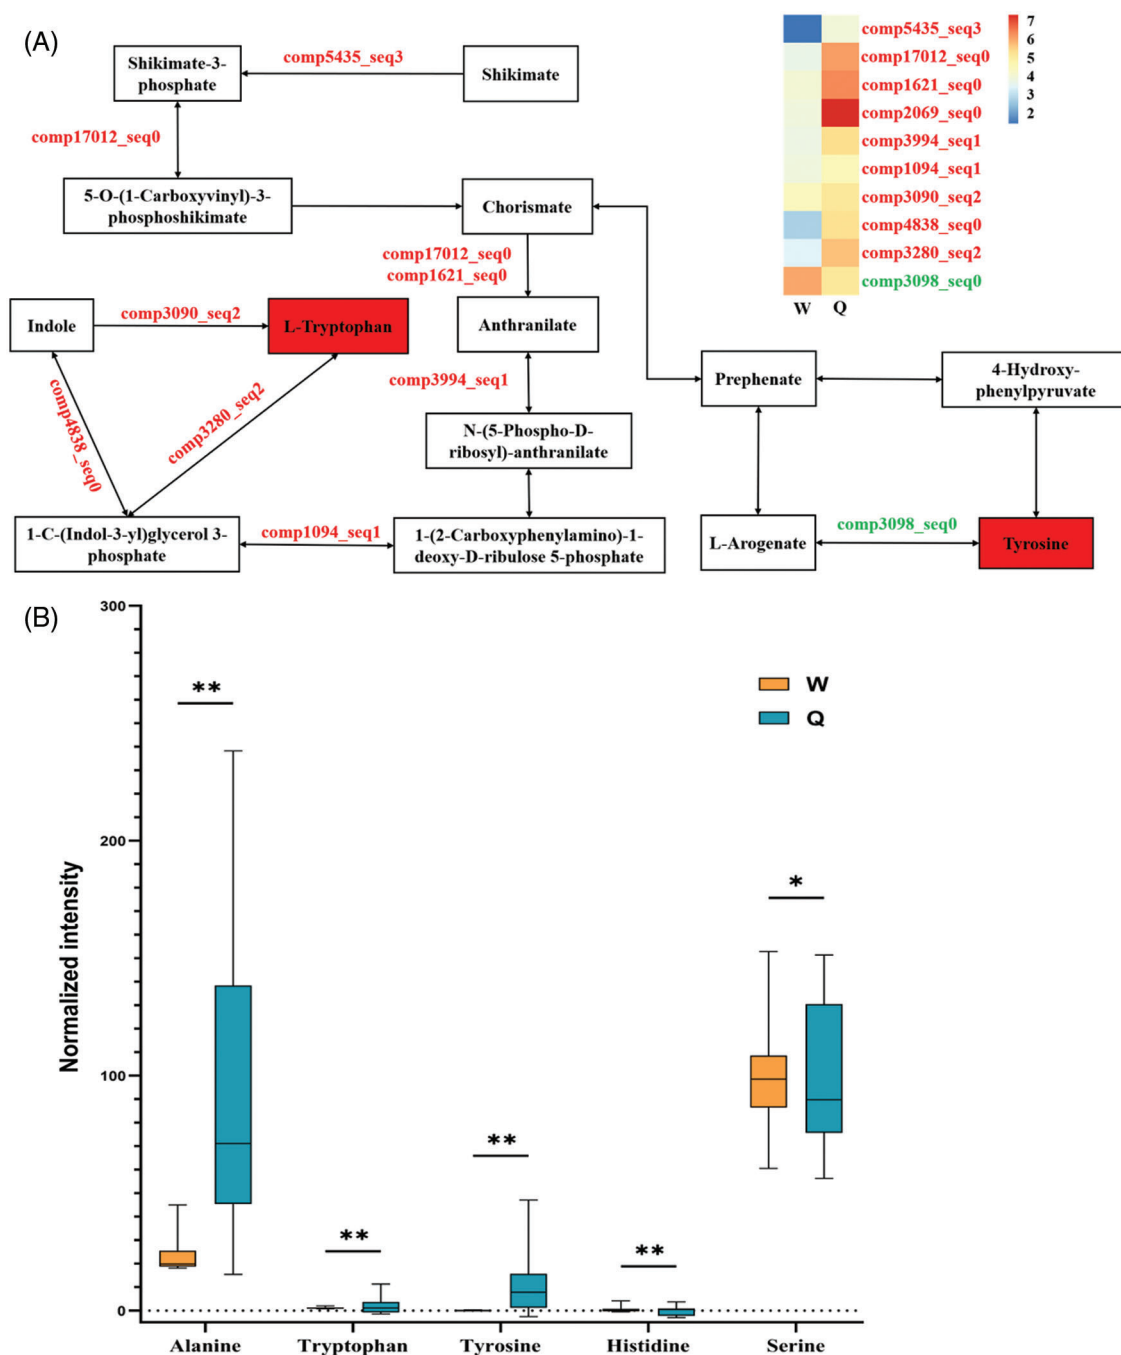 (A)
Shikimate-3-
phosphate
comp5435_seq3
Shikimate
comp17012_seq0
5-O-(1-Carboxyvinyl)-3-
phosphoshikimate
Chorismate
comp17012_seq0
comp1621_seq0
Indole
comp3090_seq2
L-Tryptophan
Anthranilate
comp3994_seq1
comp4838_seq0
comp3280_seq2
N-(5-Phospho-D-
ribosyl)-anthranilate
1-C-(Indol-3-yl)glycerol 3-
phosphate
comp1094_seq1
1-(2-Carboxyphenylamino)-1-
deoxy-D-ribulose 5-phosphate
Prephenate
4-Hydroxy-
phenylpyruvate
L-Arogenate
comp3098_seq0
Tyrosine
comp5435_seq3
comp17012_seq0
comp1621_seq0
comp2069_seq0
comp3994_seq1
comp1094_seq1
comp3090_seq2
comp4838_seq0
comp3280_seq2
comp3098_seq0
W Q
7
6
5
4
3
2
(B)
Normalized intensity
300
200
100
0
**
**
**
**
*
W
Q
Alanine Tryptophan Tyrosine Histidine Serine